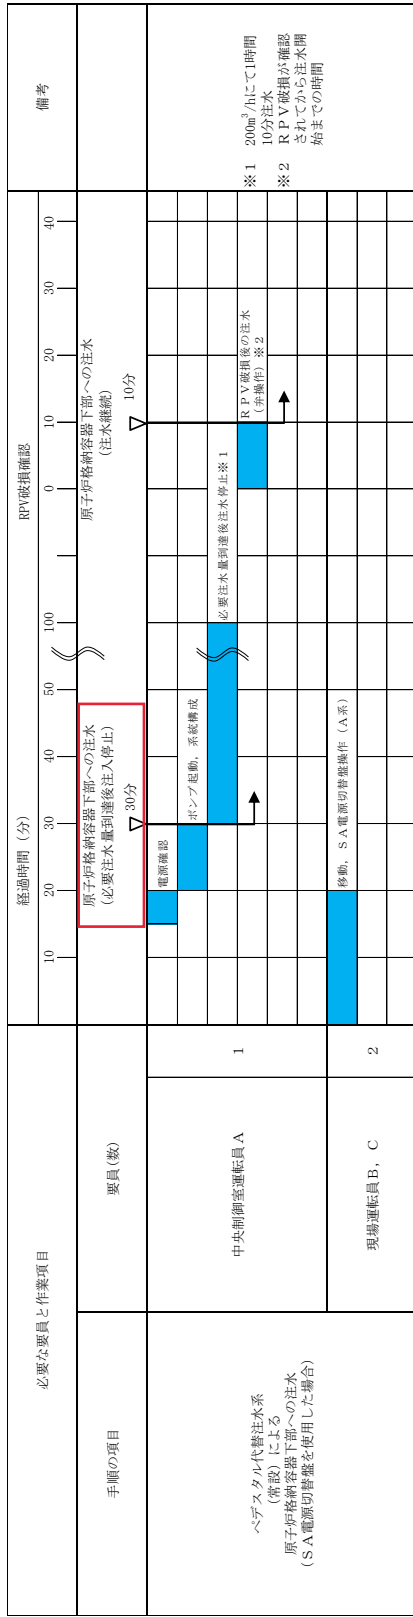 必要な要員と作業項目
経過時間（分）
RPV破損確認
備考
手順の項目
要員(数)
10
20
30
40
50
100
0
10
20
30
40
原子炉格納容器下部への注水
(必要注水量到達後注入停止)
30分
原子炉格納容器下部への注水
(注水継続)
10分
ペデスタル代替注水系
(常設)による
原子炉格納容器下部への注水
(ＳＡ電源切替盤を使用した場合)
中央制御室運転員Ａ
1
電源確認
ポンプ起動，系統構成
必要注水量到達後注水停止※１
ＲＰＶ破損後の注水
(弁操作)※２
現場運転員Ｂ，Ｃ
2
移動，ＳＡ電源切替盤操作（Ａ系）
※１ 200m³/hにて1時間
10分注水
※２ ＲＰＶ破損が確認
されてから注水開
始までの時間